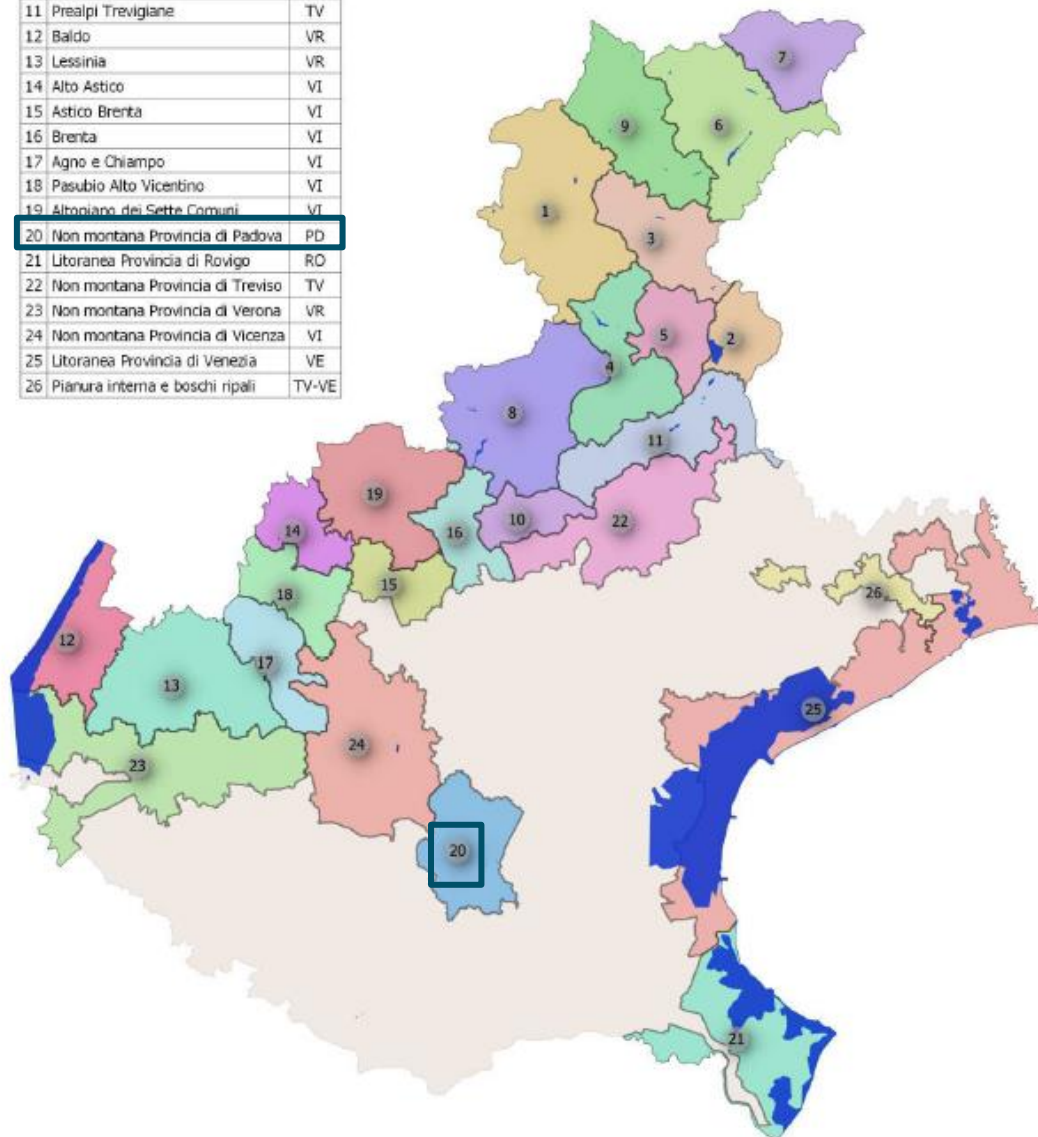 11 Prealpi Trevigiane TV
12 Baldo VR
13 Lessinia VR
14 Alto Astico VI
15 Astico Brenta VI
16 Brenta VI
17 Agno e Chiampo VI
18 Pasubio Alto Vicentino VI
19 Altopiano dei Sette Comuni VI
20 Non montana Provincia di Padova PD
21 Litoranea Provincia di Rovigo RO
22 Non montana Provincia di Treviso TV
23 Non montana Provincia di Verona VR
24 Non montana Provincia di Vicenza VI
25 Litoranea Provincia di Venezia VE
26 Pianura interna e boschi ripali TV-VE
7
9
6
1
3
5
2
4
8
11
19
10
22
14
16
15
18
26
12
17
13
25
24
23
20
21